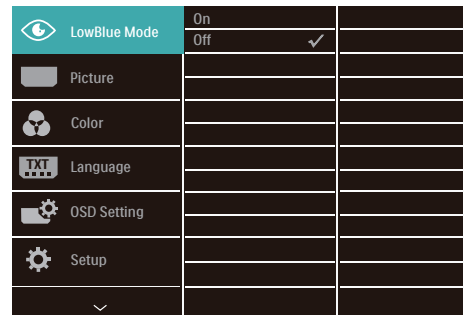 LowBlue Mode
On
Off
Picture
Color
TXT
Language
OSD Setting
Setup